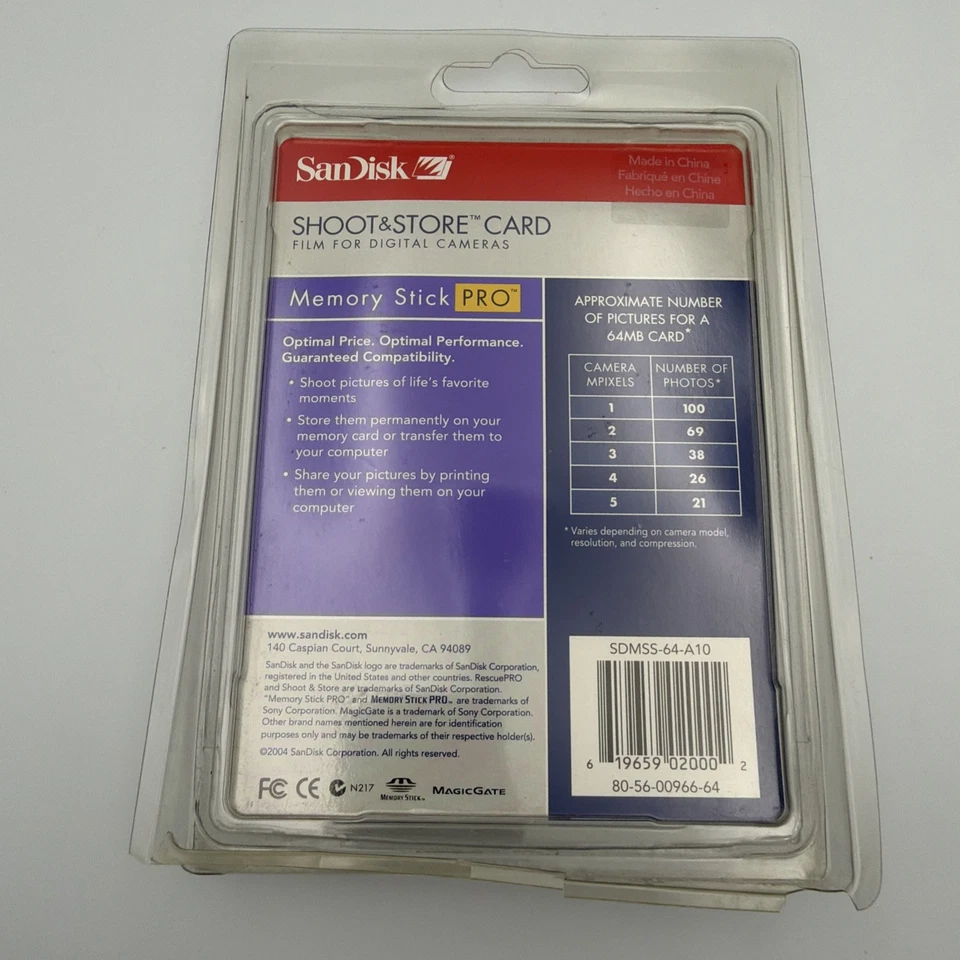 SanDisk
Made in China
Fabriqué en Chine
Hecho en China
SHOOT&STORE™ CARD
FILM FOR DIGITAL CAMERAS
Memory Stick PRO™
Optimal Price. Optimal Performance.
Guaranteed Compatibility.
• Shoot pictures of life's favorite
moments
• Store them permanently on your
memory card or transfer them to
your computer
• Share your pictures by printing
them or viewing them on your
computer
APPROXIMATE NUMBER
OF PICTURES FOR A
64MB CARD*
CAMERA MPIXELS NUMBER OF PHOTOS*
1 100
2 69
3 38
4 26
5 21
* Varies depending on camera model,
resolution, and compression.
www.sandisk.com
140 Caspian Court, Sunnyvale, CA 94089
SanDisk and the SanDisk logo are trademarks of SanDisk Corporation,
registered in the United States and other countries. RescuePRO
and Shoot & Store are trademarks of SanDisk Corporation.
"Memory Stick PRO" and MEMORY STICK PRO™ are trademarks of
Sony Corporation. MagicGate is a trademark of Sony Corporation.
Other brand names mentioned herein are for identification
purposes only and may be trademarks of their respective holder(s).
©2004 SanDisk Corporation. All rights reserved.
FC CE N217 MEMORY STICK™ MAGICGATE
SDMSS-64-A10
6 19659 02000 2
80-56-00966-64